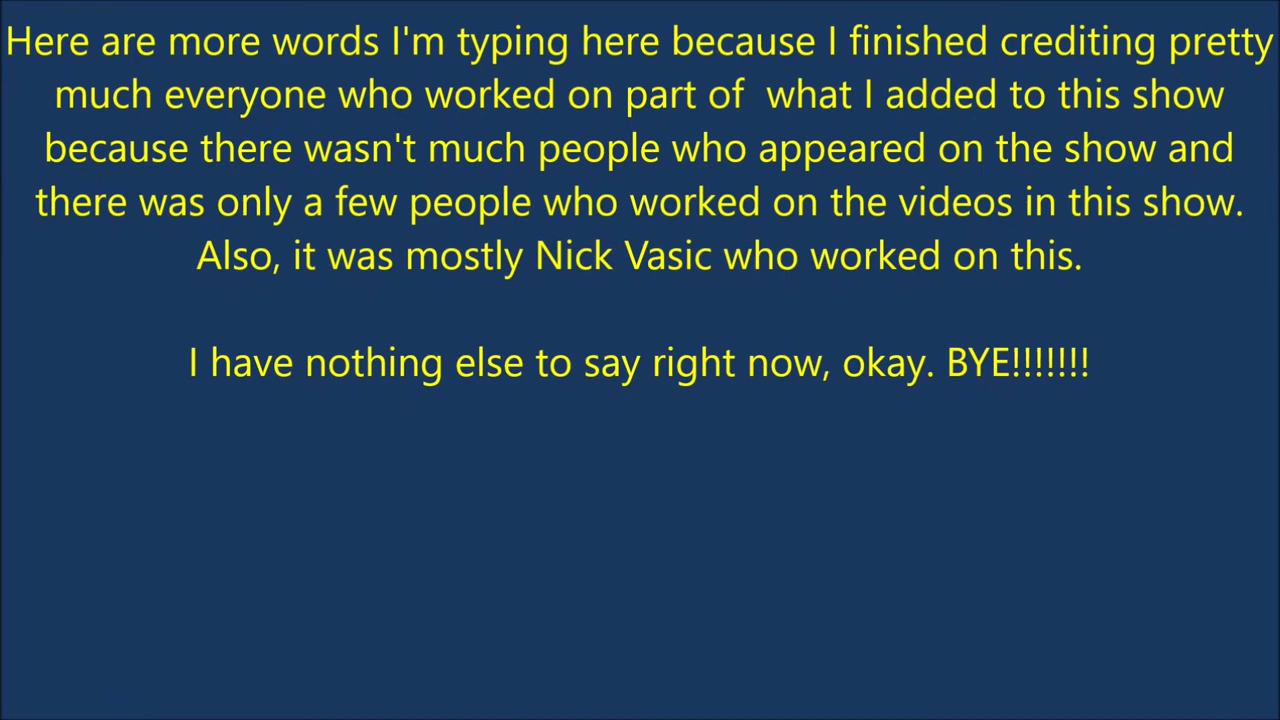 Here are more words I'm typing here because I finished crediting pretty
much everyone who worked on part of  what I added to this show
because there wasn't much people who appeared on the show and
there was only a few people who worked on the videos in this show.
Also, it was mostly Nick Vasic who worked on this.
I have nothing else to say right now, okay. BYE!!!!!!!